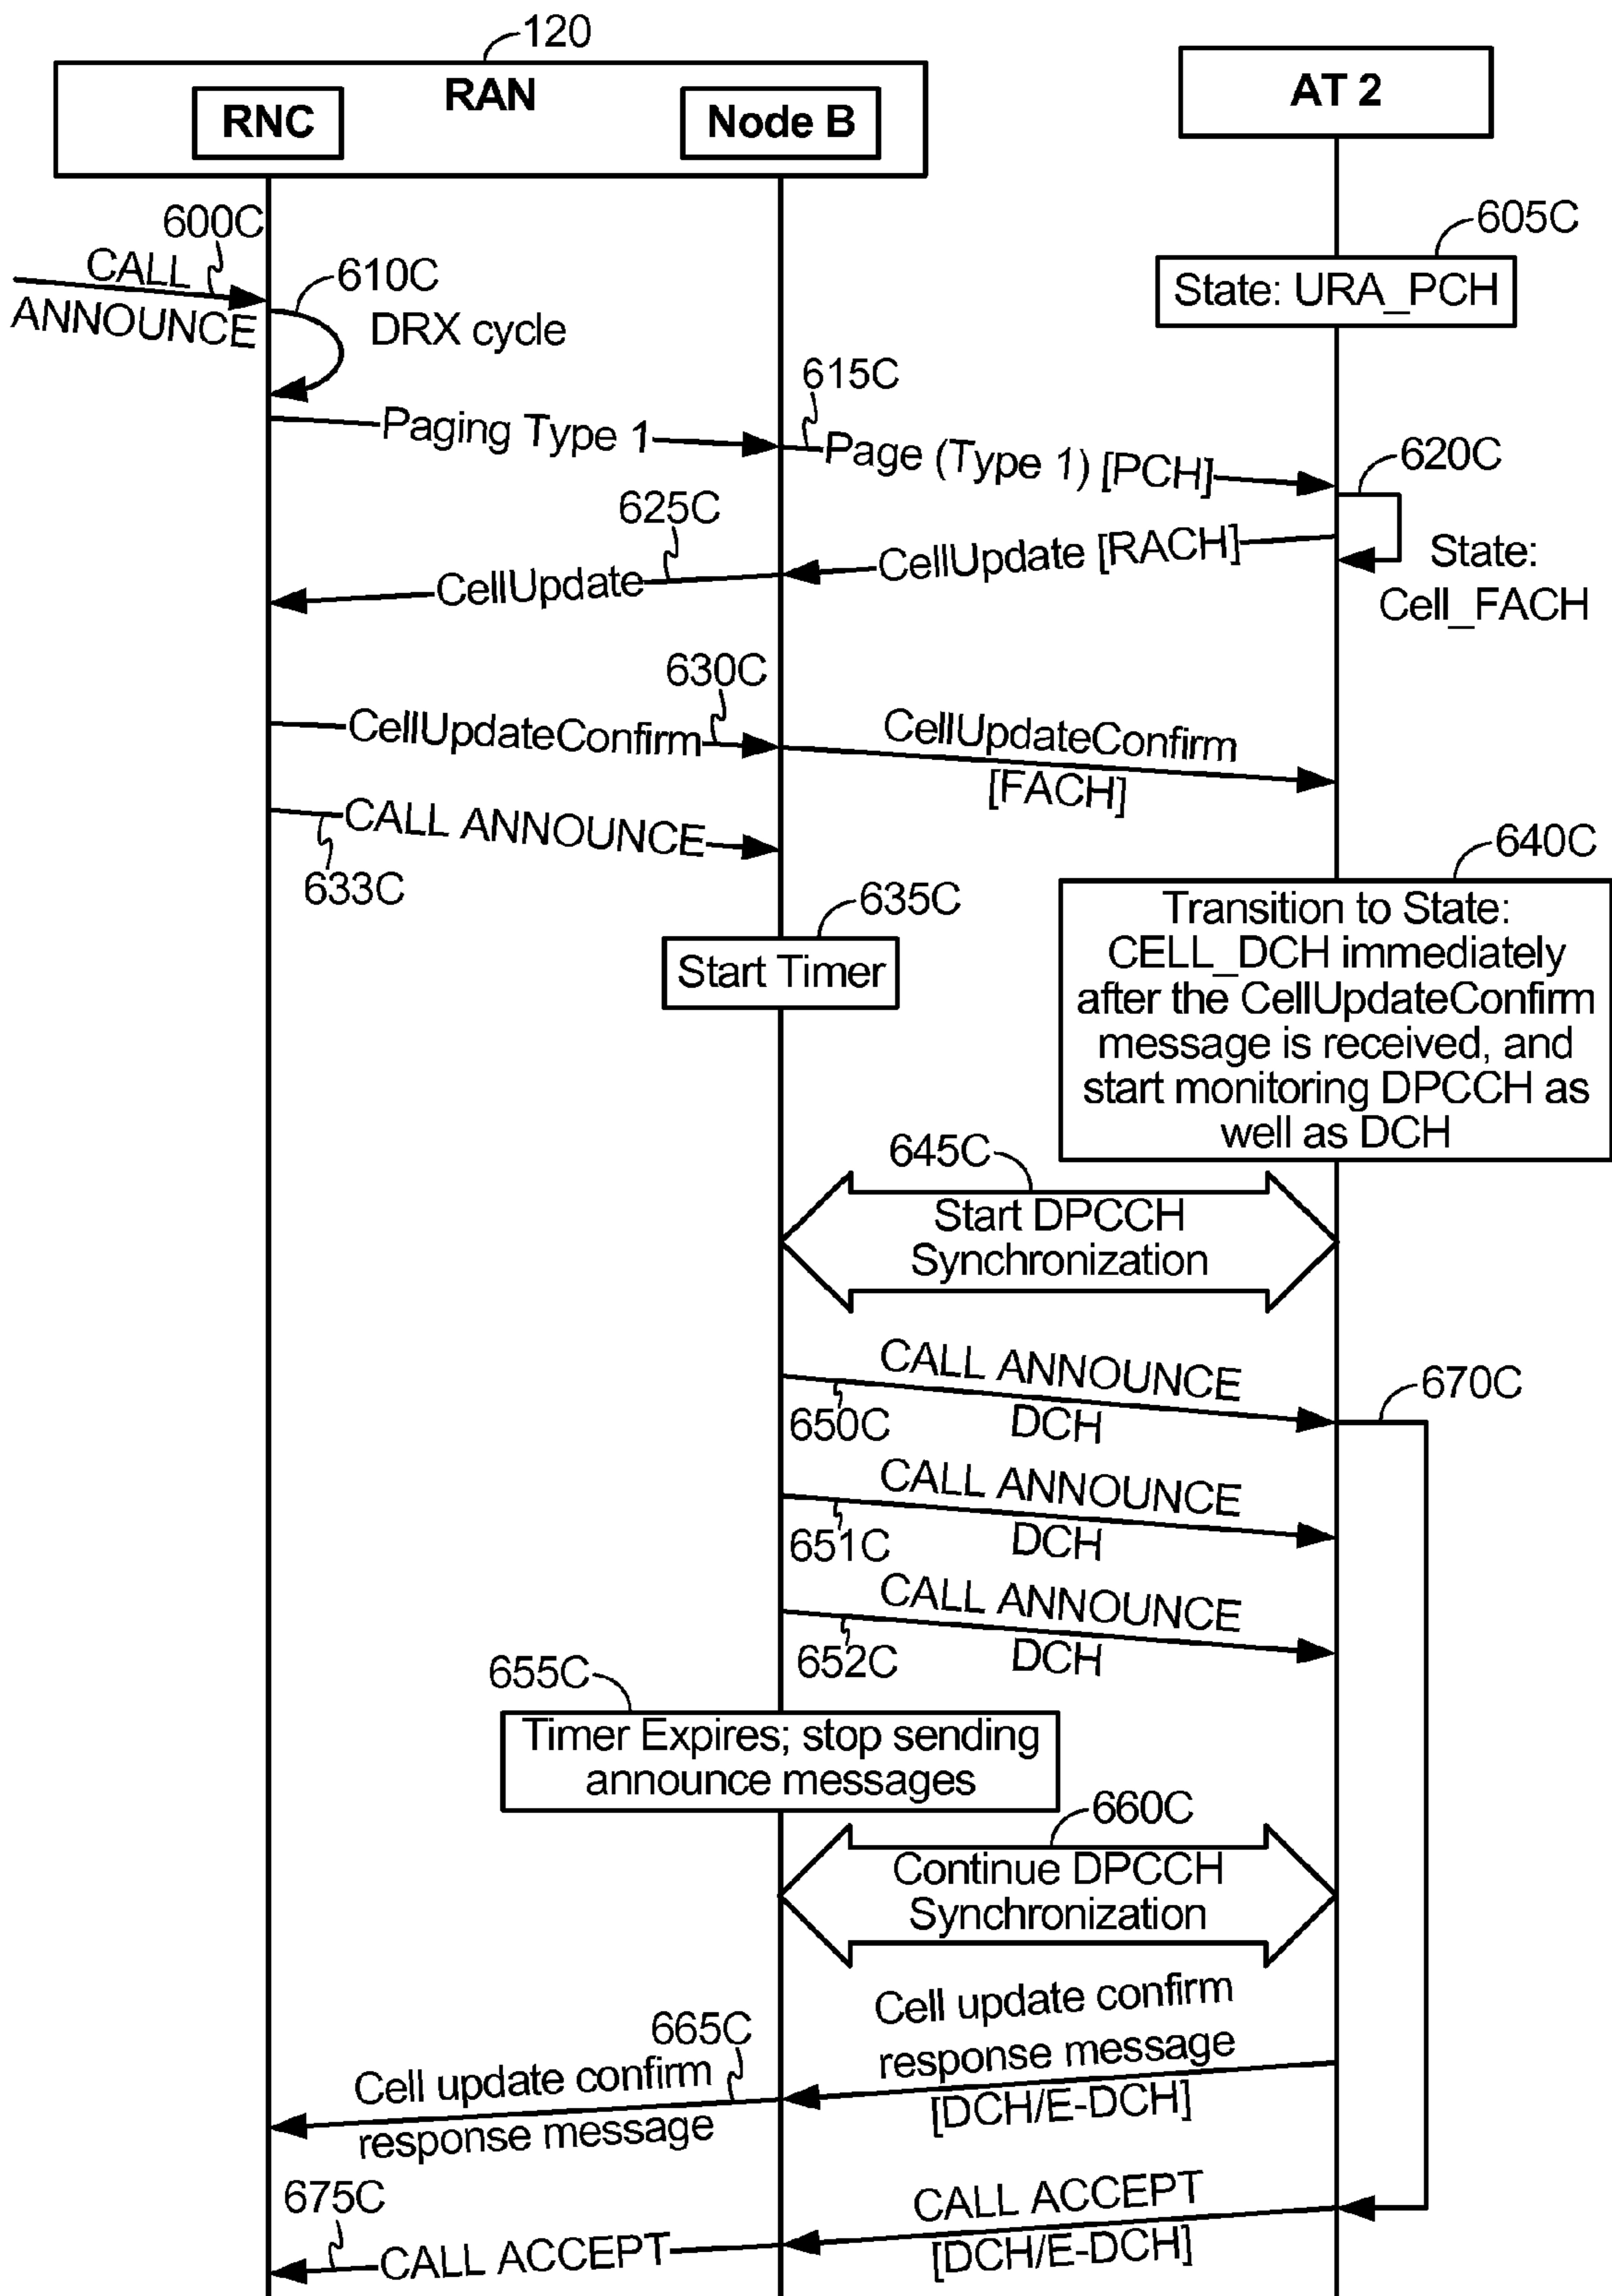 120
RAN
RNC
Node B
AT 2
600C
CALL
ANNOUNCE
610C
DRX cycle
605C
State: URA_PCH
Paging Type 1
615C
Page (Type 1) [PCH]
620C
State:
Cell_FACH
625C
CellUpdate [RACH]
CellUpdate
630C
CellUpdateConfirm
CellUpdateConfirm
[FACH]
CALL ANNOUNCE
633C
635C
Start Timer
640C
Transition to State:
CELL_DCH immediately
after the CellUpdateConfirm
message is received, and
start monitoring DPCCH as
well as DCH
645C
Start DPCCH
Synchronization
CALL ANNOUNCE
650C
DCH
670C
CALL ANNOUNCE
651C
DCH
CALL ANNOUNCE
652C
DCH
655C
Timer Expires; stop sending
announce messages
660C
Continue DPCCH
Synchronization
Cell update confirm
response message
[DCH/E-DCH]
665C
Cell update confirm
response message
675C
CALL ACCEPT
[DCH/E-DCH]
CALL ACCEPT